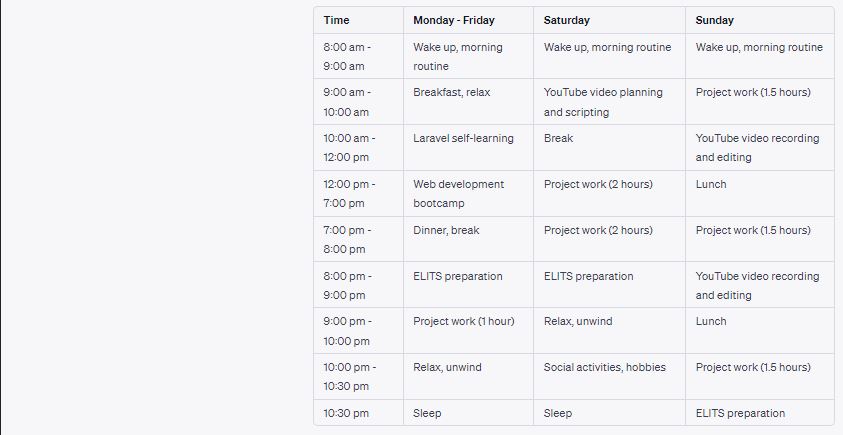 Time Monday - Friday Saturday Sunday
8:00 am - Wake up, morning Wake up, morning routine Wake up, morning routine
9:00 am routine
9:00 am - Breakfast, relax YouTube video planning Project work (1.5 hours)
10:00 am and scripting
10:00 am - Laravel self-learning Break YouTube video recording
12:00 pm and editing
12:00 pm - Web development Project work (2 hours) Lunch
7:00 pm bootcamp
7:00 pm - Dinner, break Project work (2 hours) Project work (1.5 hours)
8:00 pm
8:00 pm - ELITS preparation ELITS preparation YouTube video recording
9:00 pm and editing
9:00 pm - Project work (1 hour) Relax, unwind Lunch
10:00 pm
10:00 pm - Relax, unwind Social activities, hobbies Project work (1.5 hours)
10:30 pm
10:30 pm Sleep Sleep ELITS preparation